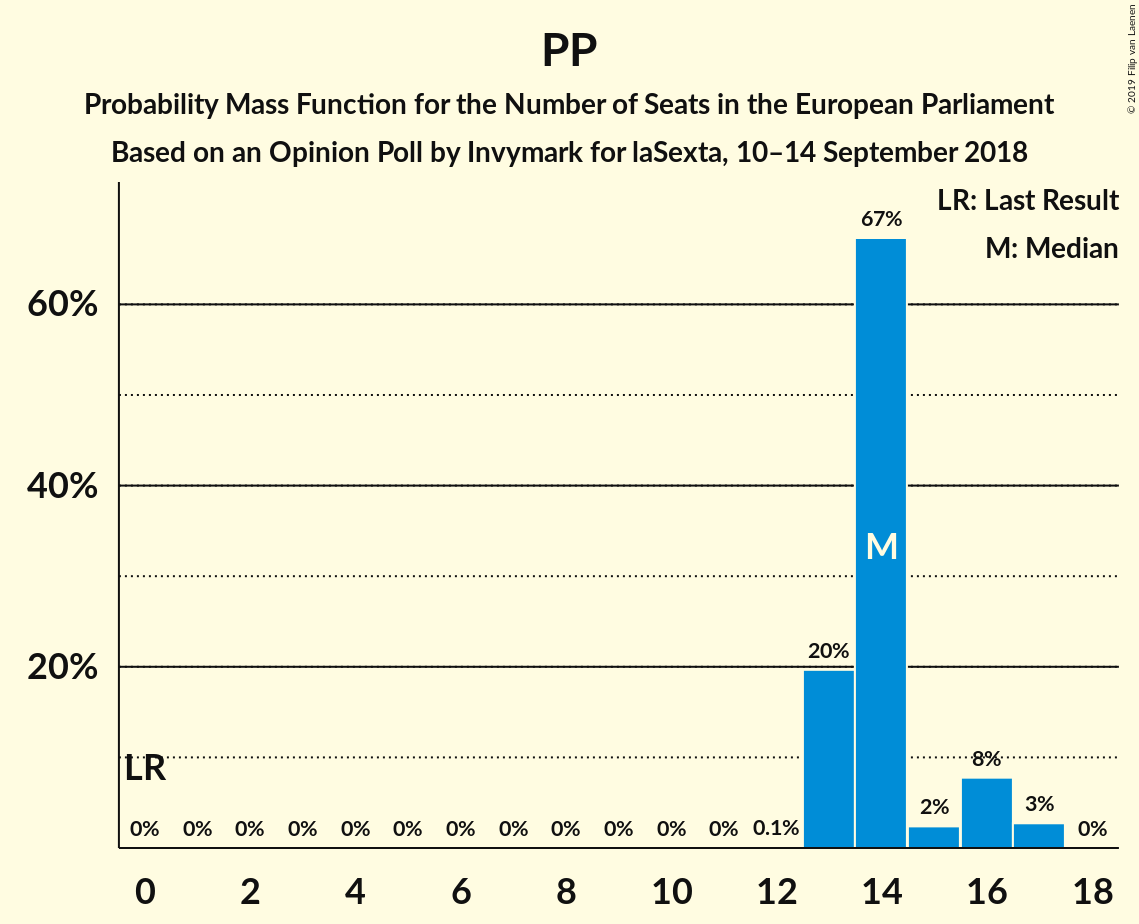 PP
Probability Mass Function for the Number of Seats in the European Parliament
Based on an Opinion Poll by Invymark for laSexta, 10–14 September 2018
© 2019 Filip van Laenen
LR: Last Result
M: Median
67%
60%
40%
M
20%
20%
LR
8%
3%
2%
0% 0% 0% 0% 0% 0% 0% 0% 0% 0% 0% 0% 0.1% 0%
0 2 4 6 8 10 12 14 16 18